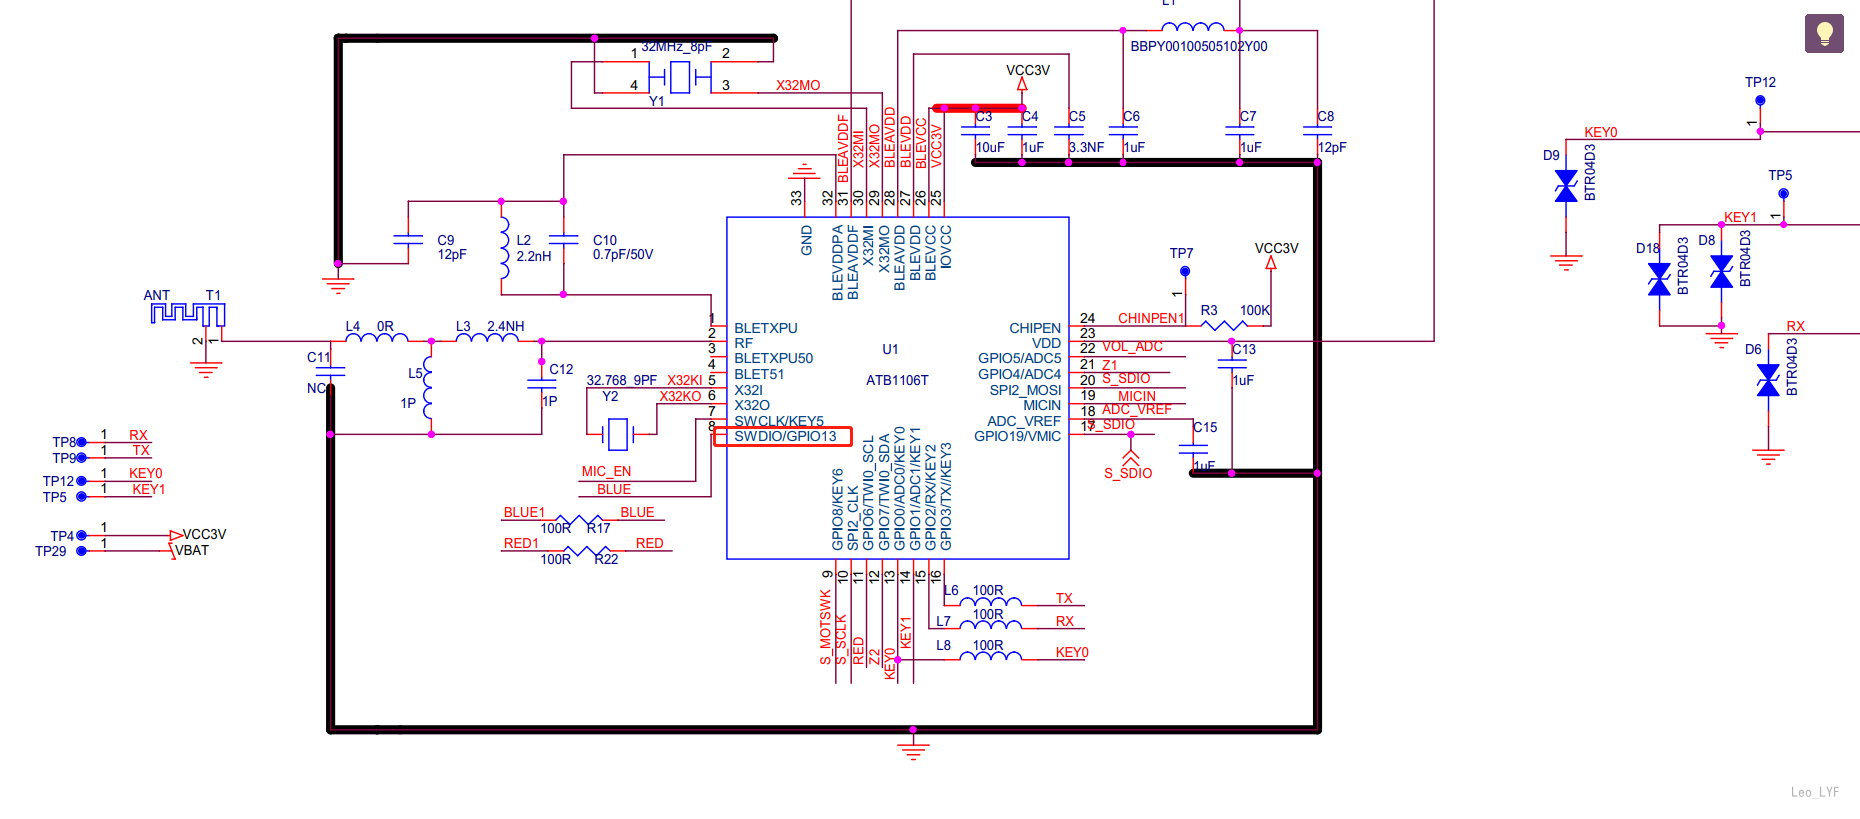 L1
BBPY00100505102Y00
32MHz_8pF
1
2
4
3
Y1
X32MO
VCC3V
TP12
1
KEY0
D9
BTR04D3
TP5
1
KEY1
D18
BTR04D3
D8
BTR04D3
RX
D6
BTR04D3
BLEAVDDF
X32MI
X32MO
BLEAVDD
BLEVDD
BLEVCC
VCC3V
C3
10uF
C4
1uF
C5
3.3NF
C6
1uF
C7
1uF
C8
12pF
33
32
31
30
29
28
27
26
25
GND
BLEVDDPA
BLEAVDDF
X32MI
X32MO
BLEAVDD
BLEVDD
BLEVCC
IOVCC
C9
12pF
L2
2.2nH
C10
0.7pF/50V
ANT
T1
2
1
L4
0R
L3
2.4NH
C11
NC
L5
1P
C12
1P
32.768_9PF
Y2
X32KI
X32KO
1
2
3
4
5
6
7
8
BLETXPU
RF
BLETXPU50
BLET51
X32I
X32O
SWCLK/KEY5
SWDIO/GPIO13
U1
ATB1106T
CHIPEN
VDD
GPIO5/ADC5
GPIO4/ADC4
SPI2_MOSI
MICIN
ADC_VREF
GPIO19/VMIC
24
23
22
21
20
19
18
17
CHINPEN1
VOL_ADC
Z1
S_SDIO
MICIN
ADC_VREF
S_SDIO
S_SDIO
TP7
1
R3
100K
VCC3V
C13
1uF
C15
1uF
TP8
1
RX
TP9
1
TX
TP12
1
KEY0
TP5
1
KEY1
TP4
1
VCC3V
TP29
1
VBAT
MIC_EN
BLUE
BLUE1
100R
R17
BLUE
RED1
100R
R22
RED
GPIO8/KEY6
SPI2_CLK
GPIO6/TWI0_SCL
GPIO7/TWI0_SDA
GPIO0/ADC0/KEY0
GPIO1/ADC1/KEY1
GPIO2/RX/KEY2
GPIO3/TX//KEY3
9
10
11
12
13
14
15
16
S_MOTSWK
S_SCLK
RED
Z2
KEY0
KEY1
L6
100R
TX
L7
100R
RX
L8
100R
KEY0
Leo_LYF